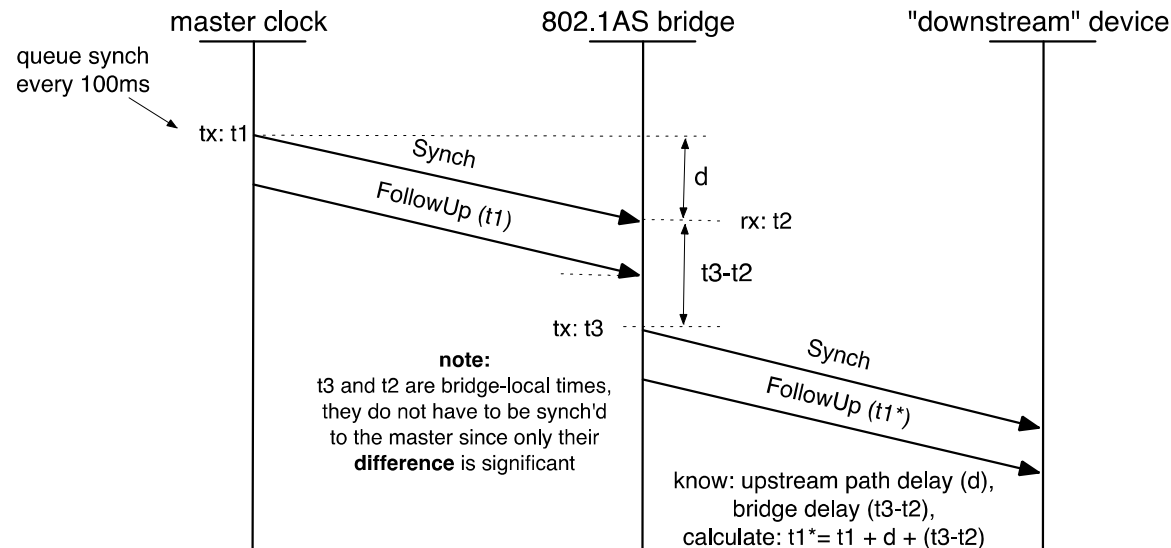 master clock
802.1AS bridge
"downstream" device
queue synch
every 100ms
tx: t1
Synch
d
FollowUp (t1)
rx: t2
t3-t2
tx: t3
Synch
note:
t3 and t2 are bridge-local times,
they do not have to be synch'd
to the master since only their
difference is significant
FollowUp (t1*)
know: upstream path delay (d),
bridge delay (t3-t2),
calculate: t1*= t1 + d + (t3-t2)